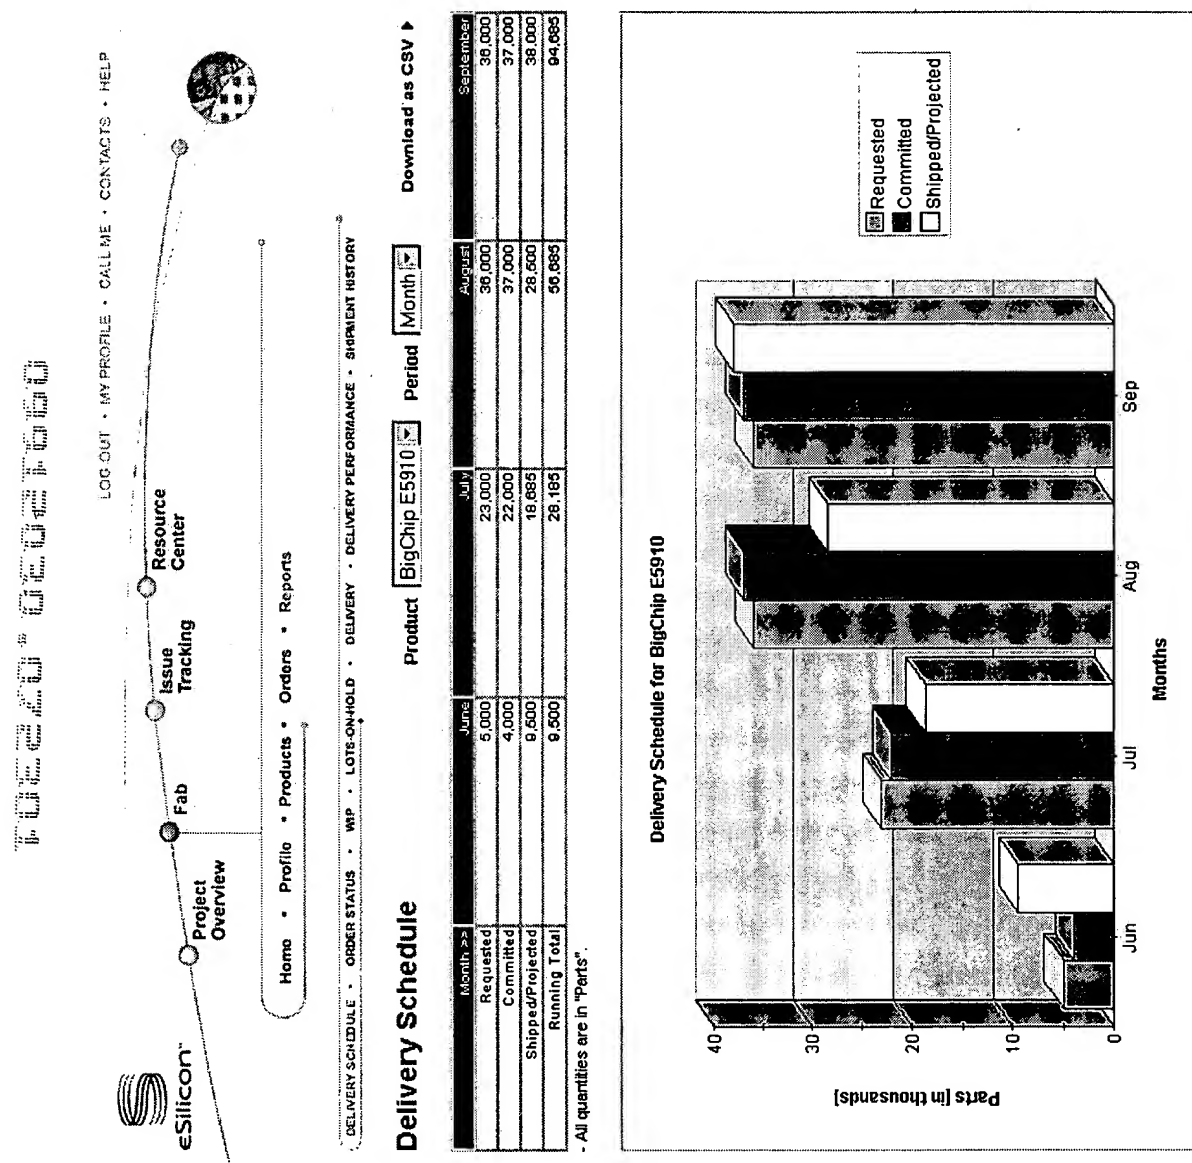 LOG OUT • MY PROFILE • CALL ME • CONTACTS • HELP
eSilicon™
Project Overview
Fab
Issue Tracking
Resource Center
Home • Profile • Products • Orders • Reports
DELIVERY SCHEDULE • ORDER STATUS • WIP • LOTS-ON-HOLD • DELIVERY • DELIVERY PERFORMANCE • SHIPMENT HISTORY
Delivery Schedule
Product BigChip E5910 Period Month Download as CSV
Month >> June July August September
Requested 5,000 23,000 36,000 36,000
Committed 4,000 22,000 37,000 37,000
Shipped/Projected 9,500 18,685 28,500 38,000
Running Total 9,500 28,185 56,685 94,685
- All quantities are in "Parts".
Delivery Schedule for BigChip E5910
Parts [in thousands]
40
30
20
10
0
Jun Jul Aug Sep
Months
Requested
Committed
Shipped/Projected